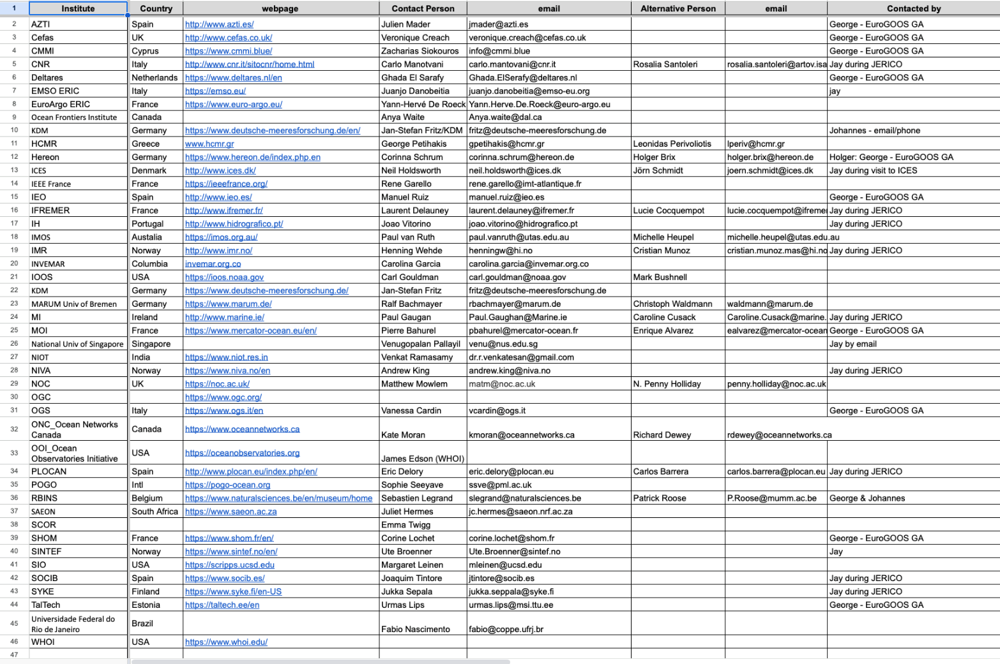 1 Institute Country webpage Contact Person email Alternative Person email Contacted by
2 AZTI Spain http://www.azti.es/ Julien Mader jmader@azti.es George - EuroGOOS GA
3 Cefas UK http://www.cefas.co.uk/ Veronique Creach veronique.creach@cefas.co.uk George - EuroGOOS GA
4 CMMI Cyprus https://www.cmmi.blue/ Zacharias Siokouros info@cmmi.blue George - EuroGOOS GA
5 CNR Italy http://www.cnr.it/sitocnr/home.html Carlo Manotvani carlo.mantovani@cnr.it Rosalia Santoleri rosalia.santoleri@artov.isa Jay during JERICO
6 Deltares Netherlands https://www.deltares.nl/en Ghada El Sarafy Ghada.ElSerafy@deltares.nl George - EuroGOOS GA
7 EMSO ERIC Italy https://emso.eu/ Juanjo Danobeitia juanjo.danobeitia@emso-eu.org jay
8 EuroArgo ERIC France https://www.euro-argo.eu/ Yann-Hervé De Roeck Yann.Herve.De.Roeck@euro-argo.eu
9 Ocean Frontiers Institute Canada Anya Waite Anya.waite@dal.ca
10 KDM Germany https://www.deutsche-meeresforschung.de/en/ Jan-Stefan Fritz/KDM fritz@deutsche-meeresforschung.de Johannes - email/phone
11 HCMR Greece www.hcmr.gr George Petihakis gpetihakis@hcmr.gr Leonidas Perivoliotis lperiv@hcmr.gr
12 Hereon Germany https://www.hereon.de/index.php.en Corinna Schrum corinna.schrum@hereon.de Holger Brix holger.brix@hereon.de Holger: George - EuroGOOS GA
13 ICES Denmark http://www.ices.dk/ Neil Holdsworth neil.holdsworth@ices.dk Jörn Schmidt joern.schmidt@ices.dk Jay during visit to ICES
14 IEEE France France https://ieeefrance.org/ Rene Garello rene.garello@imt-atlantique.fr
15 IEO Spain http://www.ieo.es/ Manuel Ruiz manuel.ruiz@ieo.es George - EuroGOOS GA
16 IFREMER France http://www.ifremer.fr/ Laurent Delauney laurent.delauney@ifremer.fr Lucie Cocquempot lucie.cocquempot@ifremer Jay during JERICO
17 IH Portugal http://www.hidrografico.pt/ Joao Vitorino joao.vitorino@hidrografico.pt Jay during JERICO
18 IMOS Austalia https://imos.org.au/ Paul van Ruth paul.vanruth@utas.edu.au Michelle Heupel michelle.heupel@utas.edu.au
19 IMR Norway http://www.imr.no/ Henning Wehde henningw@hi.no Cristian Munoz cristian.munoz.mas@hi.no Jay during JERICO
20 INVEMAR Columbia invemar.org.co Carolina Garcia carolina.garcia@invemar.org.co
21 IOOS USA https://ioos.noaa.gov Carl Gouldman carl.gouldman@noaa.gov Mark Bushnell
22 KDM Germany https://www.deutsche-meeresforschung.de/ Jan-Stefan Fritz fritz@deutsche-meeresforschung.de
23 MARUM Univ of Bremen Germany https://www.marum.de/ Ralf Bachmayer rbachmayer@marum.de Christoph Waldmann waldmann@marum.de
24 MI Ireland http://www.marine.ie/ Paul Gaugan Paul.Gaughan@Marine.ie Caroline Cusack Caroline.Cusack@marine. Jay during JERICO
25 MOI France https://www.mercator-ocean.eu/en/ Pierre Bahurel pbahurel@mercator-ocean.fr Enrique Alvarez ealvarez@mercator-ocean George - EuroGOOS GA
26 National Univ of Singapore Singapore Venugopalan Pallayil venu@nus.edu.sg Jay by email
27 NIOT India https://www.niot.res.in Venkat Ramasamy dr.r.venkatesan@gmail.com
28 NIVA Norway https://www.niva.no/en Andrew King andrew.king@niva.no Jay during JERICO
29 NOC UK https://noc.ac.uk/ Matthew Mowlem matm@noc.ac.uk N. Penny Holliday penny.holliday@noc.ac.uk
30 OGC https://www.ogc.org/
31 OGS Italy https://www.ogs.it/en Vanessa Cardin vcardin@ogs.it George - EuroGOOS GA
32 ONC_Ocean Networks
Canada Canada https://www.oceannetworks.ca Kate Moran kmoran@oceannetworks.ca Richard Dewey rdewey@oceannetworks.ca
33 OOI_Ocean
Observatories Initiative USA https://oceanobservatories.org James Edson (WHOI)
34 PLOCAN Spain http://www.plocan.eu/index.php/en/ Eric Delory eric.delory@plocan.eu Carlos Barrera carlos.barrera@plocan.eu Jay during JERICO
35 POGO Intl https://pogo-ocean.org Sophie Seeyave ssve@pml.ac.uk
36 RBINS Belgium https://www.naturalsciences.be/en/museum/home Sebastien Legrand slegrand@naturalsciences.be Patrick Roose P.Roose@mumm.ac.be George & Johannes
37 SAEON South Africa https://www.saeon.ac.za Juliet Hermes jc.hermes@saeon.nrf.ac.za
38 SCOR Emma Twigg
39 SHOM France https://www.shom.fr/en/ Corine Lochet corine.lochet@shom.fr George - EuroGOOS GA
40 SINTEF Norway https://www.sintef.no/en/ Ute Broenner Ute.Broenner@sintef.no Jay
41 SIO USA https://scripps.ucsd.edu Margaret Leinen mleinen@ucsd.edu
42 SOCIB Spain https://www.socib.es/ Joaquim Tintore jtintore@socib.es Jay during JERICO
43 SYKE Finland https://www.syke.fi/en-US Jukka Sepala jukka.seppala@syke.fi Jay during JERICO
44 TalTech Estonia https://taltech.ee/en Urmas Lips urmas.lips@msi.ttu.ee George - EuroGOOS GA
45 Universidade Federal do
Rio de Janeiro Brazil Fabio Nascimento fabio@coppe.ufrj.br
46 WHOI USA https://www.whoi.edu/
47